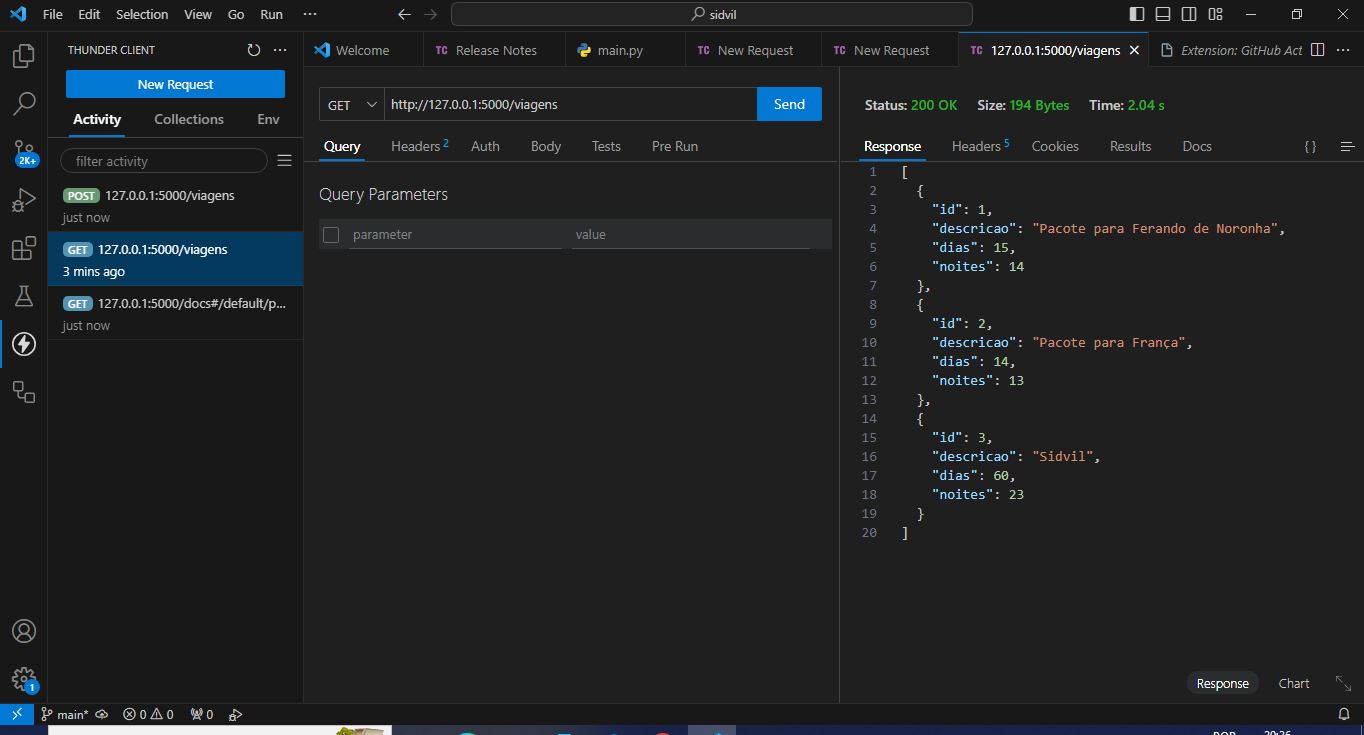 File Edit Selection View Go Run ··· sidvil
THUNDER CLIENT
New Request
Activity Collections Env
filter activity
POST 127.0.0.1:5000/viagens
just now
GET 127.0.0.1:5000/viagens
3 mins ago
GET 127.0.0.1:5000/docs#/default/p...
just now
2K+
1
Welcome TC Release Notes main.py TC New Request TC New Request TC 127.0.0.1:5000/viagens Extension: GitHub Act
GET http://127.0.0.1:5000/viagens Send
Query Headers 2 Auth Body Tests Pre Run
Query Parameters
parameter value
Status: 200 OK Size: 194 Bytes Time: 2.04 s
Response Headers 5 Cookies Results Docs { }
1 [
2 {
3 "id": 1,
4 "descricao": "Pacote para Ferando de Noronha",
5 "dias": 15,
6 "noites": 14
7 },
8 {
9 "id": 2,
10 "descricao": "Pacote para França",
11 "dias": 14,
12 "noites": 13
13 },
14 {
15 "id": 3,
16 "descricao": "Sidvil",
17 "dias": 60,
18 "noites": 23
19 }
20 ]
Response Chart
main* 0 0 0